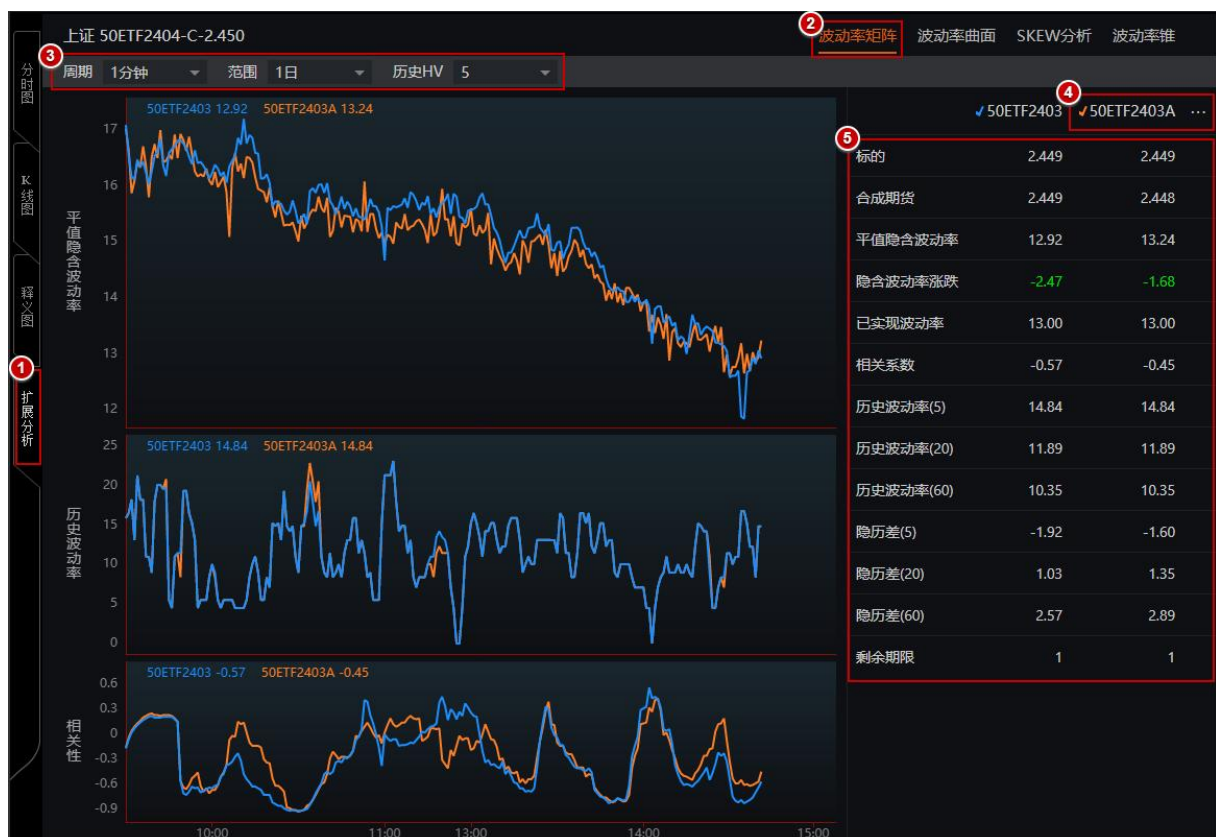 上证 50ETF2404-C-2.450
2
波动率矩阵 波动率曲面 SKEW分析 波动率锥
3
周期 1分钟 范围 1日 历史HV 5
分时图
K线图
释义图
1
扩展分析
50ETF2403 12.92 50ETF2403A 13.24
17
16
15
14
13
12
平值隐含波动率
50ETF2403 14.84 50ETF2403A 14.84
25
20
15
10
5
0
历史波动率
50ETF2403 -0.57 50ETF2403A -0.45
0.6
0.3
0
-0.3
-0.6
-0.9
相关性
10:00 11:00 13:00 14:00 15:00
4
50ETF2403 50ETF2403A ...
5
标的 2.449 2.449
合成期货 2.449 2.448
平值隐含波动率 12.92 13.24
隐含波动率涨跌 -2.47 -1.68
已实现波动率 13.00 13.00
相关系数 -0.57 -0.45
历史波动率(5) 14.84 14.84
历史波动率(20) 11.89 11.89
历史波动率(60) 10.35 10.35
隐历差(5) -1.92 -1.60
隐历差(20) 1.03 1.35
隐历差(60) 2.57 2.89
剩余期限 1 1